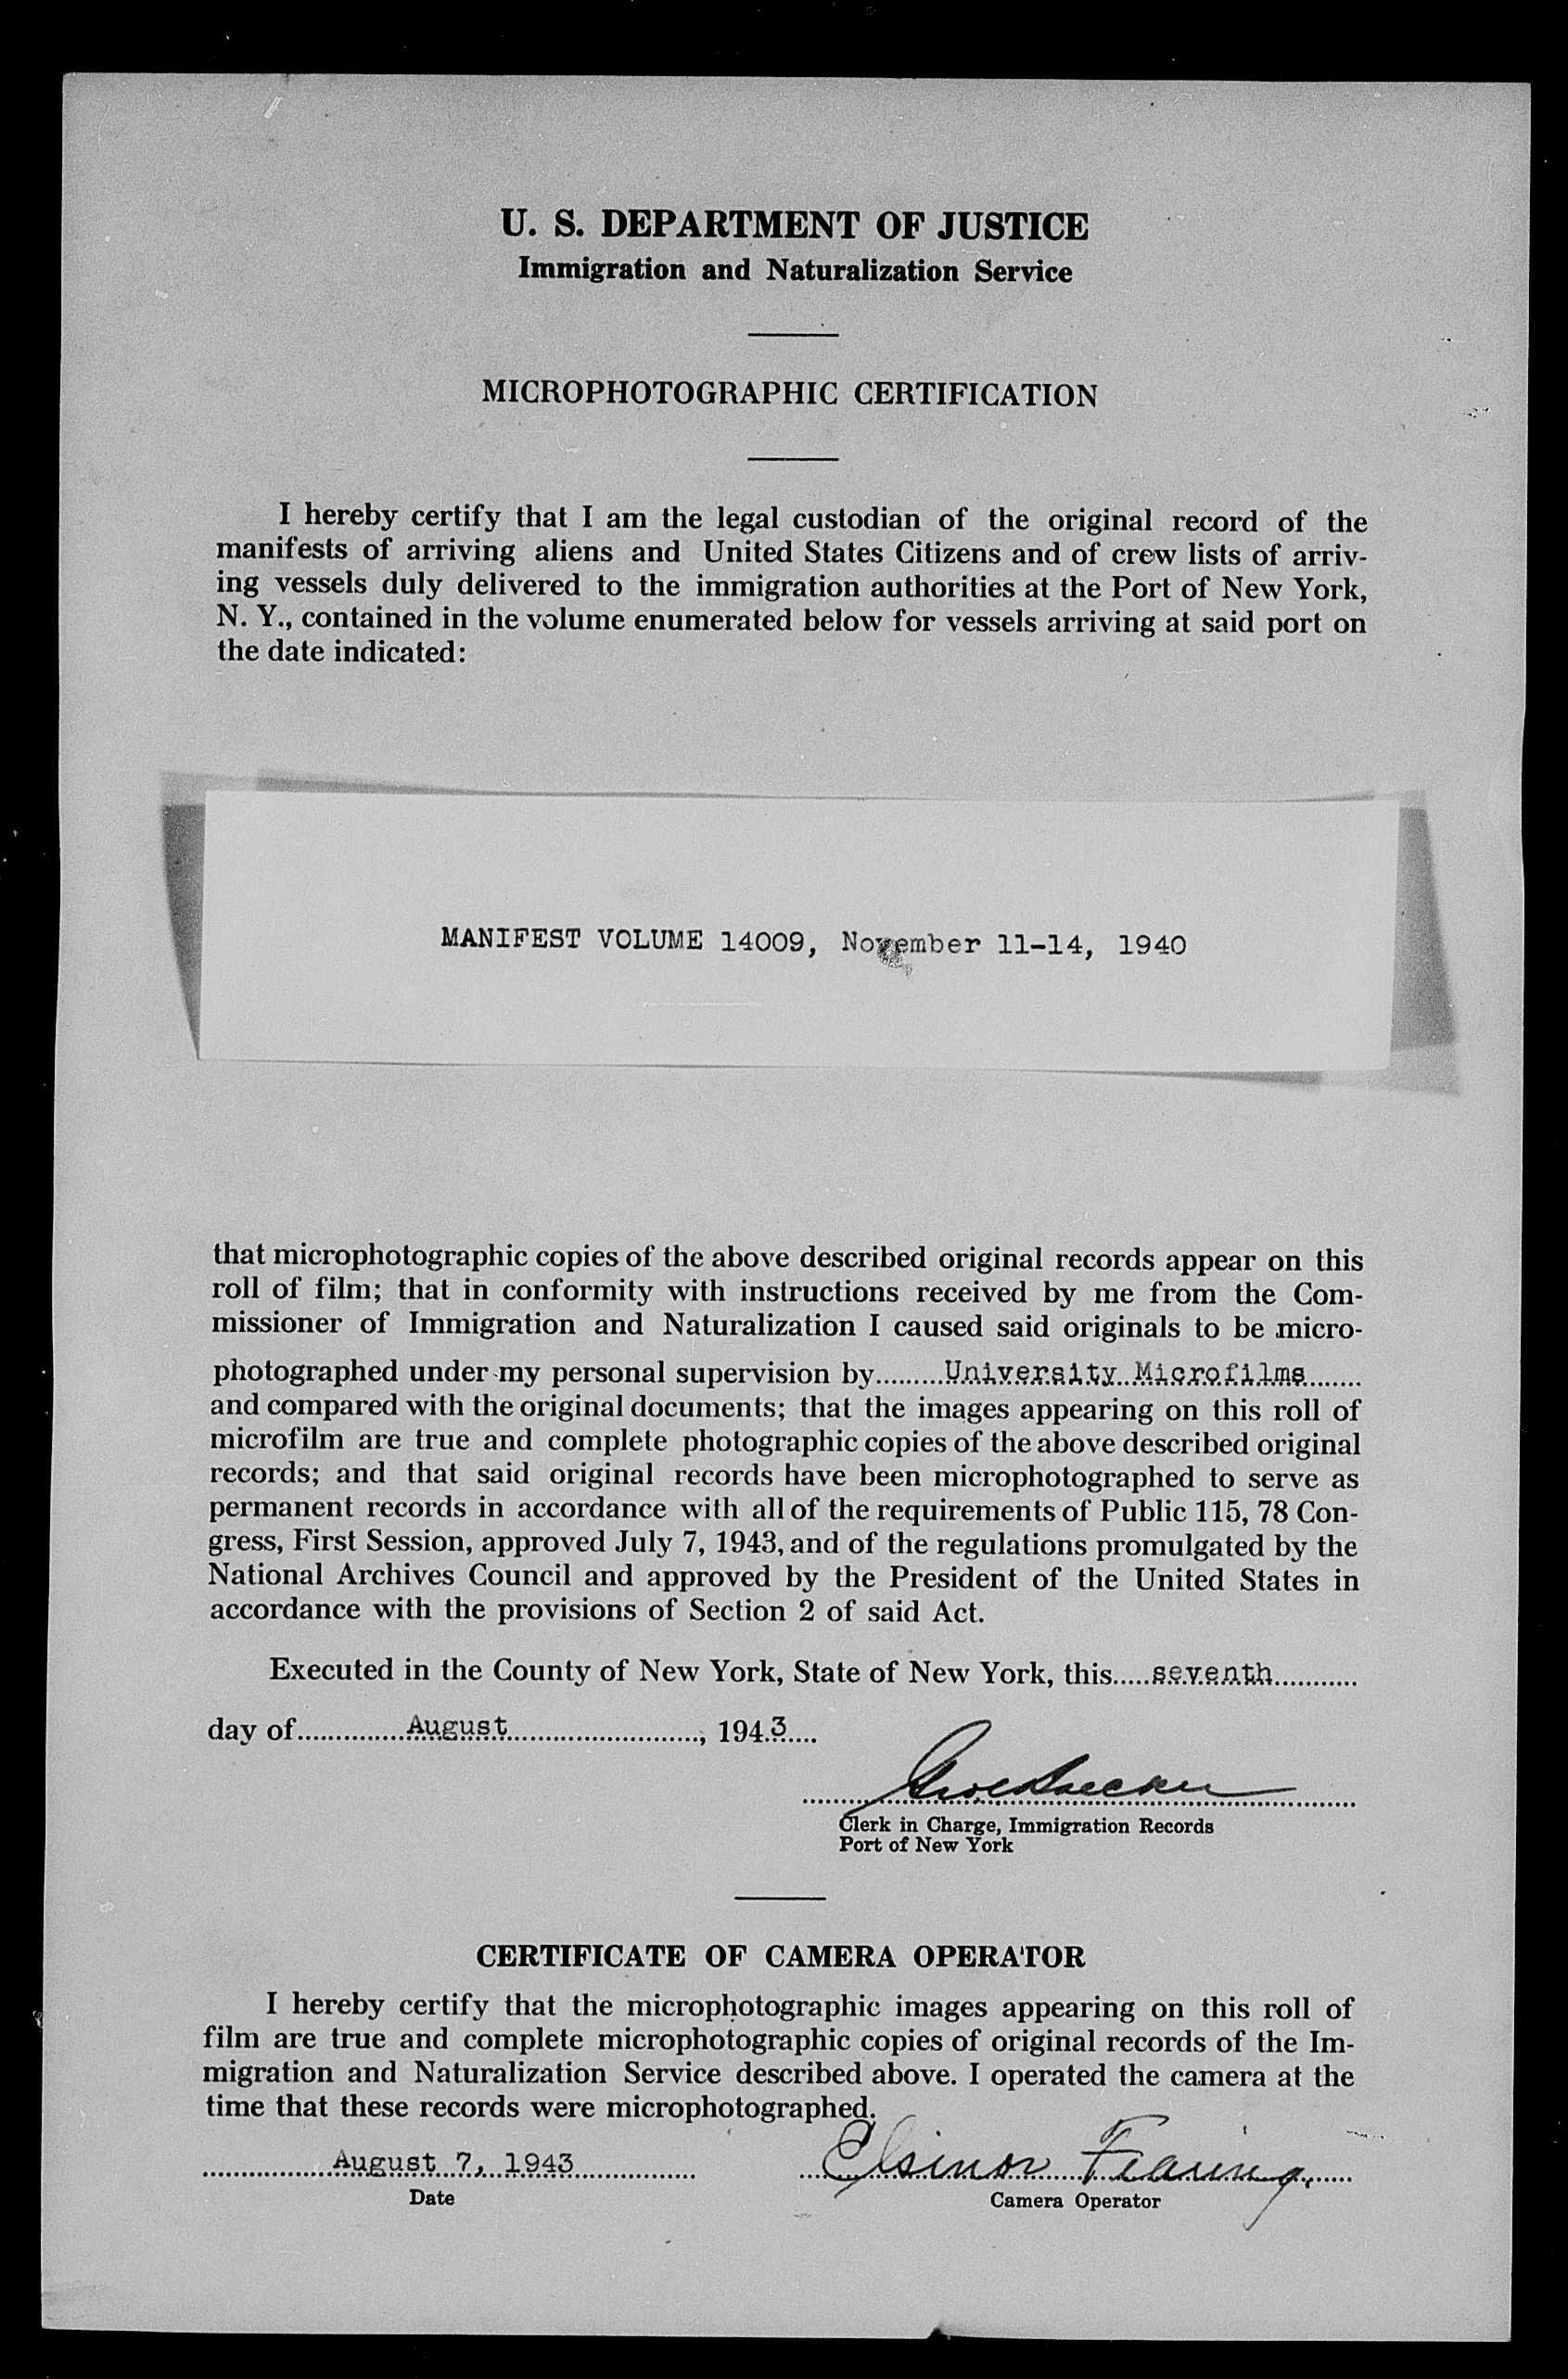 U. S. DEPARTMENT OF JUSTICE
Immigration and Naturalization Service
MICROPHOTOGRAPHIC CERTIFICATION
I hereby certify that I am the legal custodian of the original record of the
manifests of arriving aliens and United States Citizens and of crew lists of arriv-
ing vessels duly delivered to the immigration authorities at the Port of New York,
N. Y., contained in the volume enumerated below for vessels arriving at said port on
the date indicated:
MANIFEST VOLUME 14009, November 11-14, 1940
that microphotographic copies of the above described original records appear on this
roll of film; that in conformity with instructions received by me from the Com-
missioner of Immigration and Naturalization I caused said originals to be micro-
photographed under my personal supervision by.........University Microfilms.......
and compared with the original documents; that the images appearing on this roll of
microfilm are true and complete photographic copies of the above described original
records; and that said original records have been microphotographed to serve as
permanent records in accordance with all of the requirements of Public 115, 78 Con-
gress, First Session, approved July 7, 1943, and of the regulations promulgated by the
National Archives Council and approved by the President of the United States in
accordance with the provisions of Section 2 of said Act.
Executed in the County of New York, State of New York, this.....seventh...........
day of..............August........................., 194.3....
Clerk in Charge, Immigration Records
Port of New York
CERTIFICATE OF CAMERA OPERATOR
I hereby certify that the microphotographic images appearing on this roll of
film are true and complete microphotographic copies of original records of the Im-
migration and Naturalization Service described above. I operated the camera at the
time that these records were microphotographed.
August 7, 1943 Elsinor Fearing
Date
Camera Operator